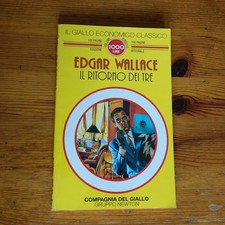 IL GIALLO ECONOMICO CLASSICO
1000
LIRE
EDGAR WALLACE
IL RITORNO DEI TRE
COMPAGNIA DEL GIALLO
GRUPPO NEWTON